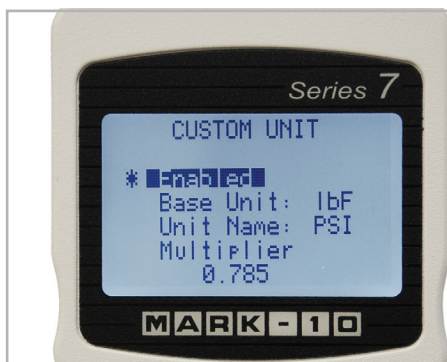 Series 7
CUSTOM UNIT
* Enabled
Base Unit: lbF
Unit Name: PSI
Multiplier
0.785
MARK-10